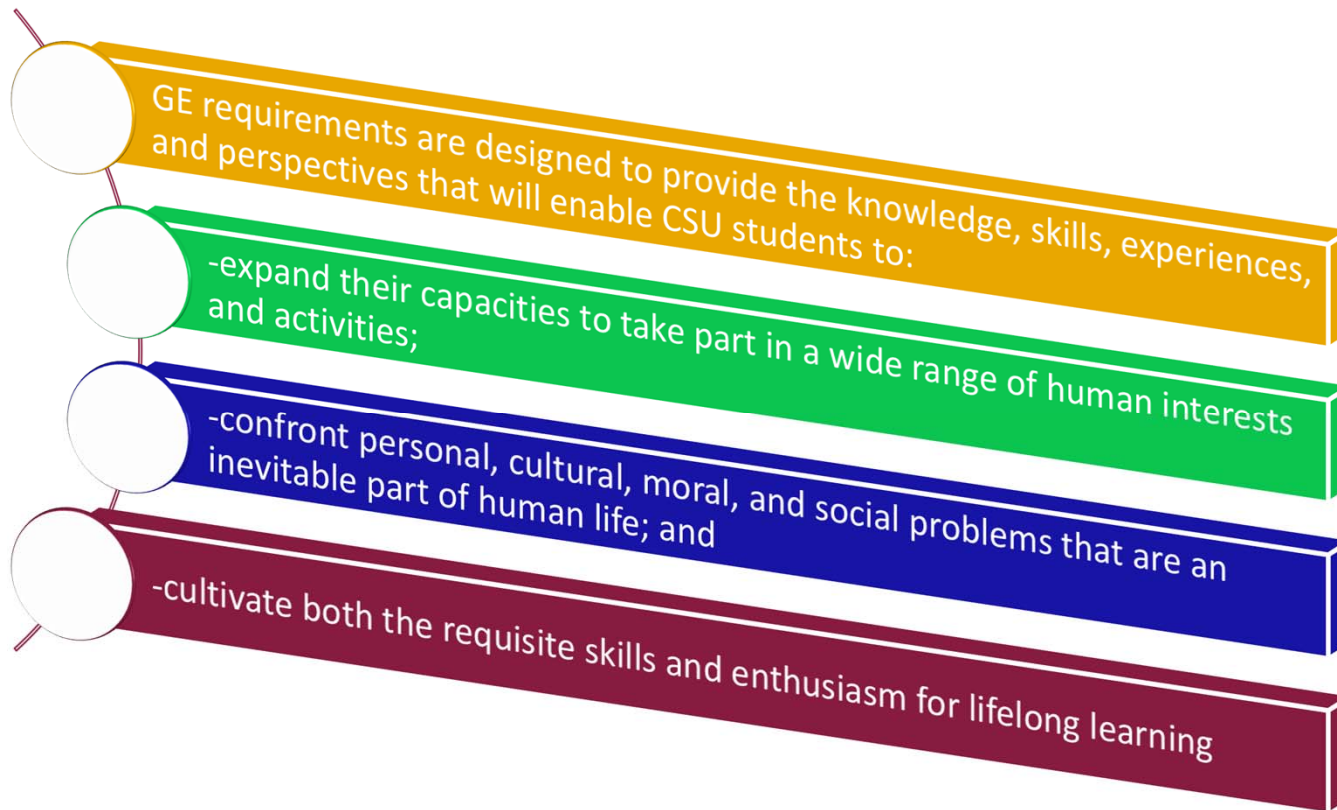 GE requirements are designed to provide the knowledge, skills, experiences,
and perspectives that will enable CSU students to:
-expand their capacities to take part in a wide range of human interests
and activities;
-confront personal, cultural, moral, and social problems that are an
inevitable part of human life; and
-cultivate both the requisite skills and enthusiasm for lifelong learning